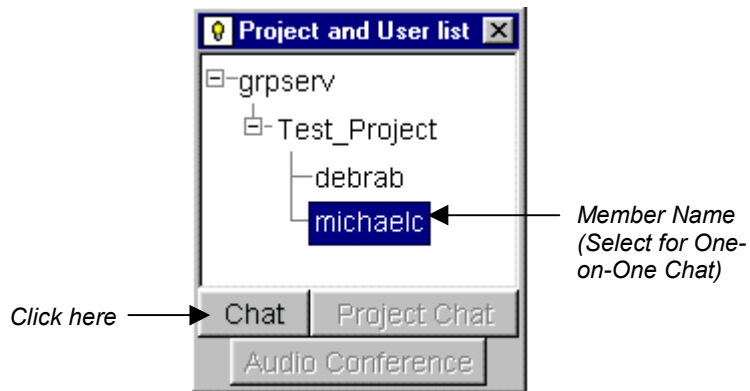 Project and User list
grpserv
Test_Project
debrab
michaelc
Member Name
(Select for One-
on-One Chat)
Click here
Chat
Project Chat
Audio Conference